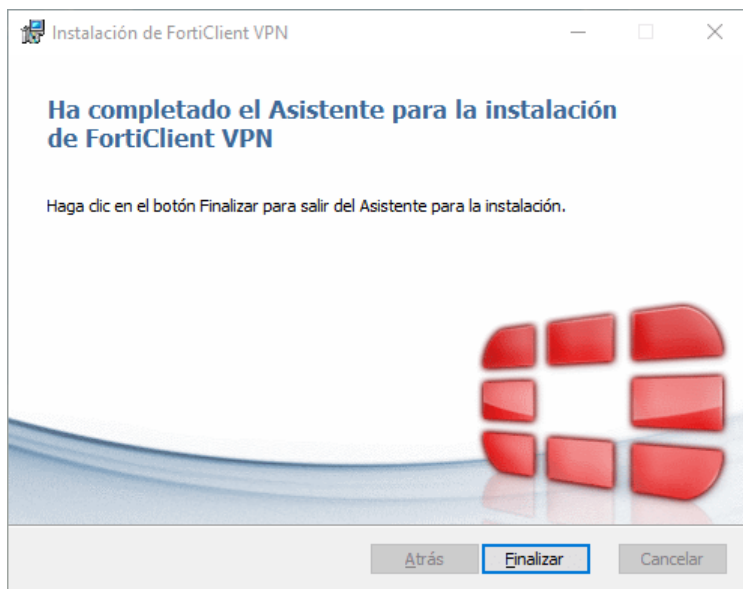 Instalación de FortiClient VPN
Ha completado el Asistente para la instalación
de FortiClient VPN
Haga clic en el botón Finalizar para salir del Asistente para la instalación.
Atrás
Finalizar
Cancelar